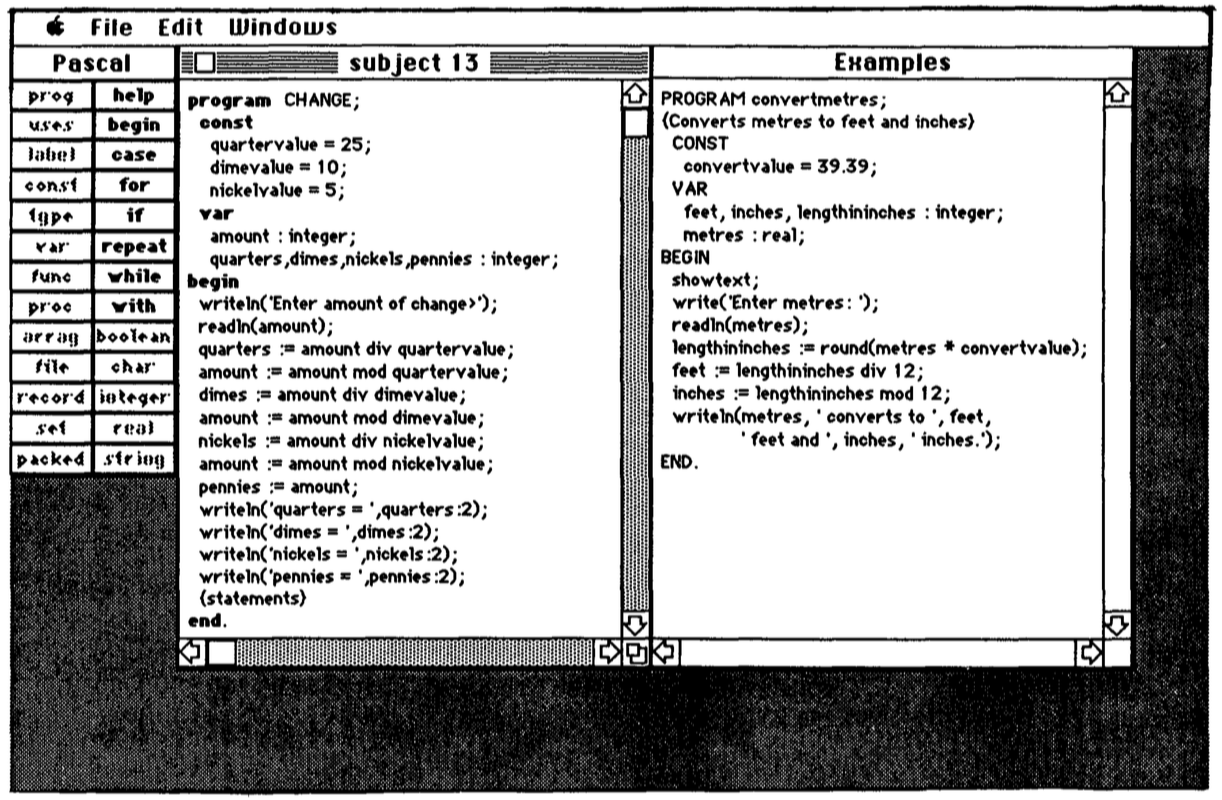 File Edit Windows
Pascal
prog help
uses begin
label case
const for
type if
var repeat
func while
proc with
array boolean
file char
record integer
set real
packed string
subject 13
program CHANGE;
const
quartervalue = 25;
dimevalue = 10;
nickelvalue = 5;
var
amount : integer;
quarters,dimes,nickels,pennies : integer;
begin
writeln('Enter amount of change>');
readln(amount);
quarters := amount div quartervalue;
amount := amount mod quartervalue;
dimes := amount div dimevalue;
amount := amount mod dimevalue;
nickels := amount div nickelvalue;
amount := amount mod nickelvalue;
pennies := amount;
writeln('quarters = ',quarters:2);
writeln('dimes = ',dimes:2);
writeln('nickels = ',nickels:2);
writeln('pennies = ',pennies:2);
{statements}
end.
Examples
PROGRAM convertmetres;
{Converts metres to feet and inches}
CONST
convertvalue = 39.39;
VAR
feet, inches, lengthininches : integer;
metres : real;
BEGIN
showtext;
write('Enter metres: ');
readln(metres);
lengthininches := round(metres * convertvalue);
feet := lengthininches div 12;
inches := lengthininches mod 12;
writeln(metres, ' converts to ', feet,
' feet and ', inches, ' inches.');
END.